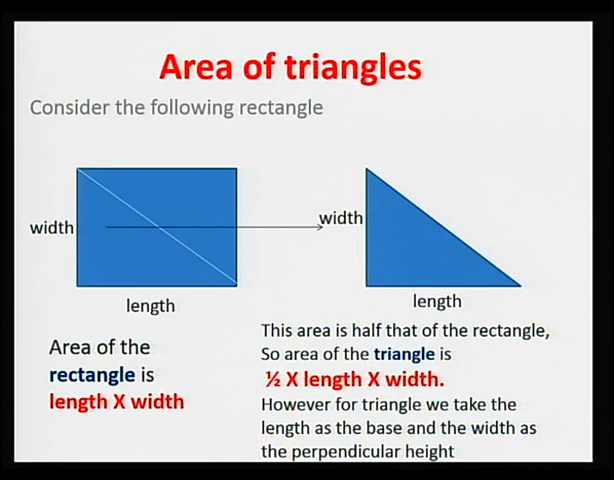 Area of triangles
Consider the following rectangle
width
length
width
length
Area of the
rectangle is
length X width
This area is half that of the rectangle,
So area of the triangle is
½ X length X width.
However for triangle we take the
length as the base and the width as
the perpendicular height